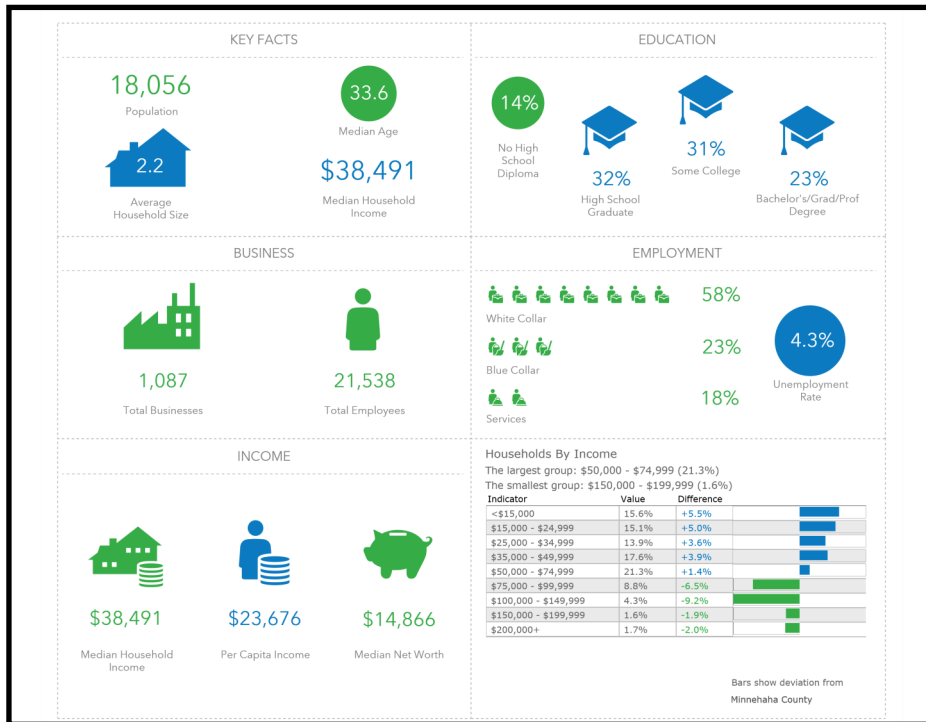 KEY FACTS
18,056
Population
33.6
Median Age
2.2
Average
Household Size
$38,491
Median Household
Income
EDUCATION
14%
No High
School
Diploma
32%
High School
Graduate
31%
Some College
23%
Bachelor's/Grad/Prof
Degree
BUSINESS
1,087
Total Businesses
21,538
Total Employees
EMPLOYMENT
58%
White Collar
23%
Blue Collar
18%
Services
4.3%
Unemployment
Rate
INCOME
$38,491
Median Household
Income
$23,676
Per Capita Income
$14,866
Median Net Worth
Households By Income
The largest group: $50,000 - $74,999 (21.3%)
The smallest group: $150,000 - $199,999 (1.6%)
Indicator Value Difference
<$15,000 15.6% +5.5%
$15,000 - $24,999 15.1% +5.0%
$25,000 - $34,999 13.9% +3.6%
$35,000 - $49,999 17.6% +3.9%
$50,000 - $74,999 21.3% +1.4%
$75,000 - $99,999 8.8% -6.5%
$100,000 - $149,999 4.3% -9.2%
$150,000 - $199,999 1.6% -1.9%
$200,000+ 1.7% -2.0%
Bars show deviation from
Minnehaha County